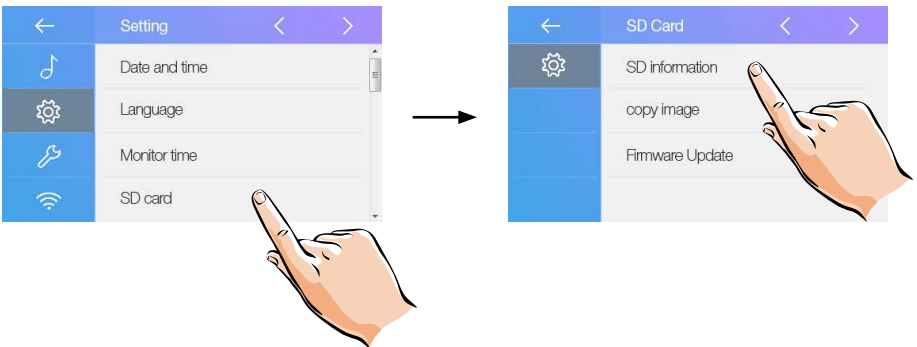 Setting
Date and time
Language
Monitor time
SD card
SD Card
SD information
copy image
Firmware Update